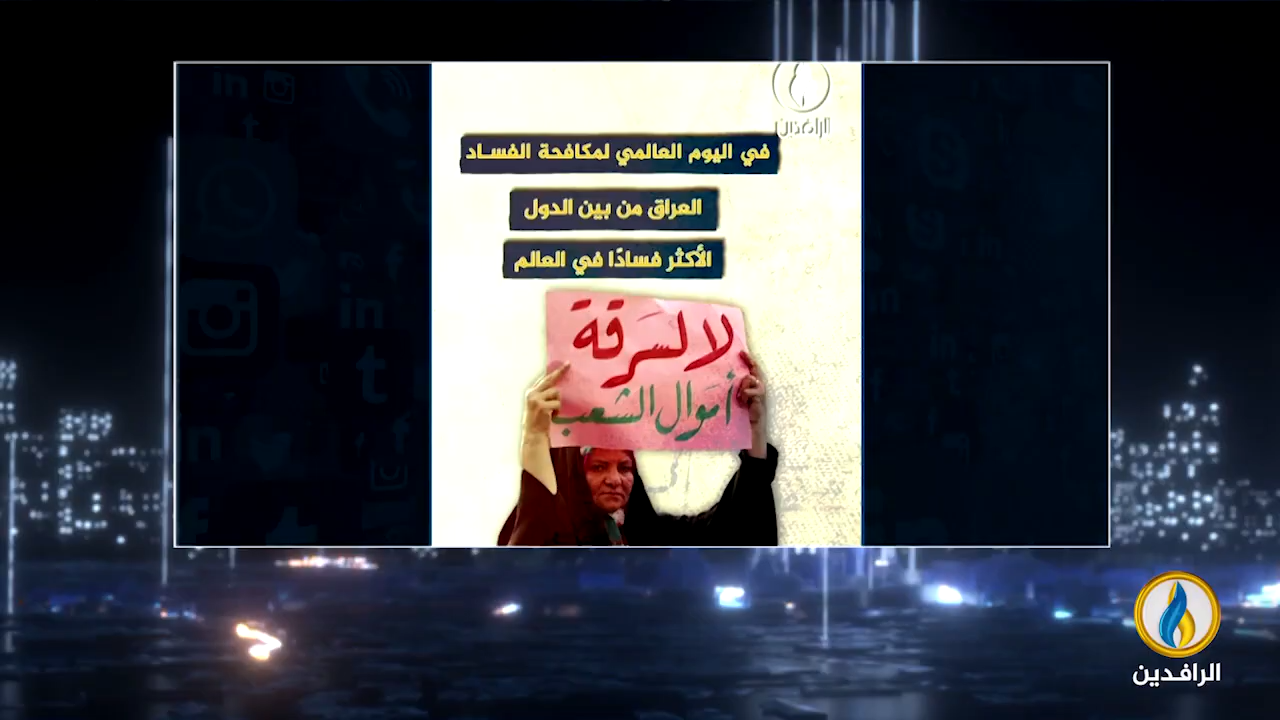 الرافدين
في اليوم العالمي لمكافحة الفساد
العراق من بين الدول
الأكثر فسادًا في العالم
لا لسرقة
أموال الشعب
الرافدين